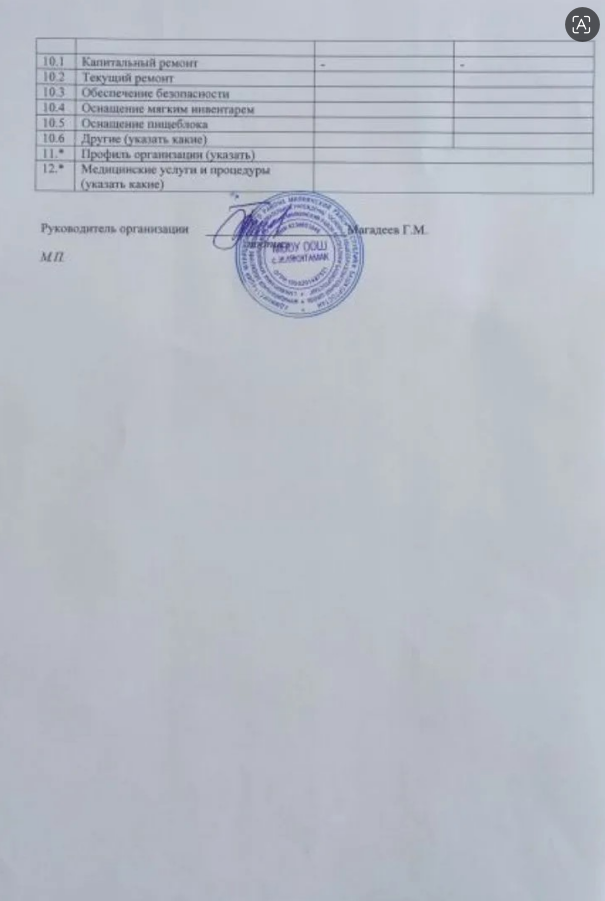 10.1 Капитальный ремонт - -
10.2 Текущий ремонт
10.3 Обеспечение безопасности
10.4 Оснащение мягким инвентарем
10.5 Оснащение пищеблока
10.6 Другие (указать какие)
11.* Профиль организации (указать)
12.* Медицинские услуги и процедуры
(указать какие)
Руководитель организации Магадеев Г.М.
подпись
МБОУ ООШ
М.П.